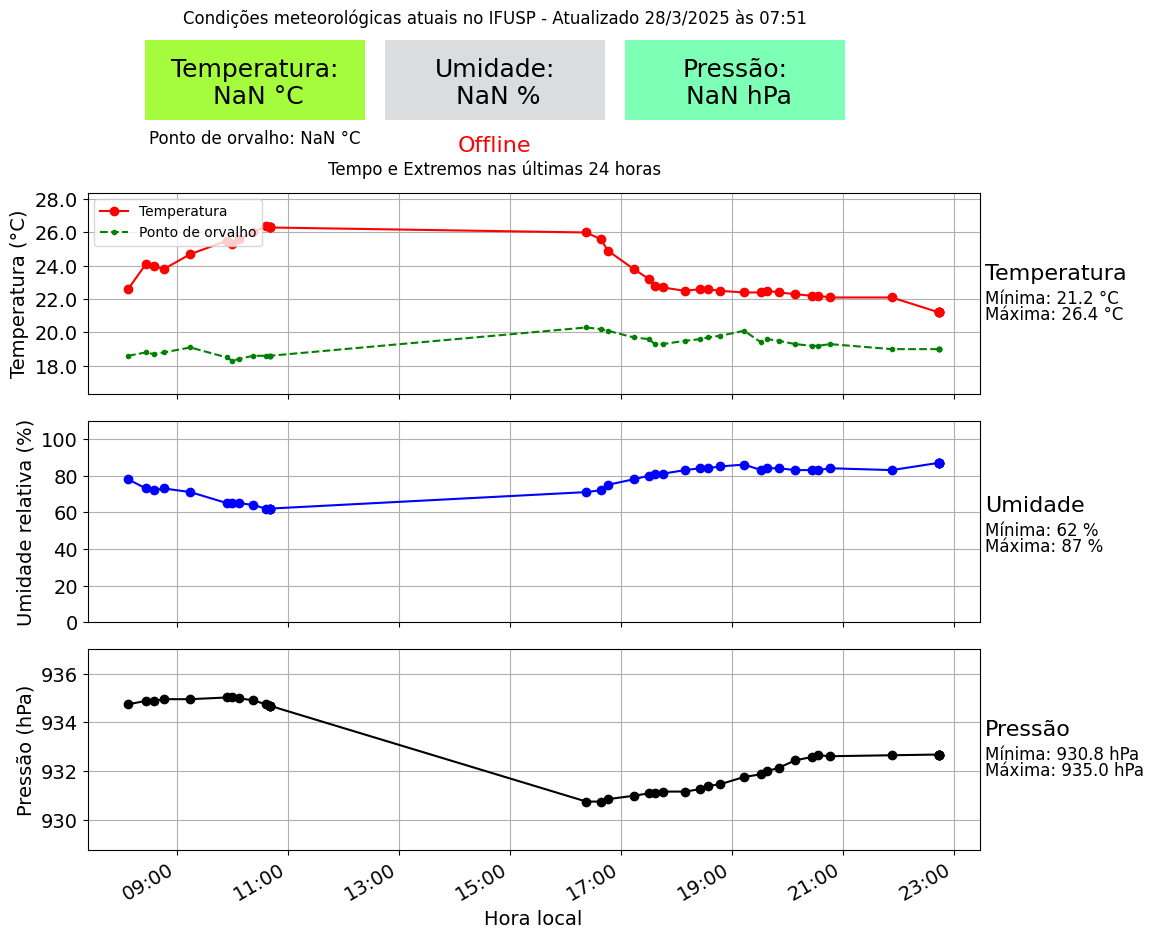 Condições meteorológicas atuais no IFUSP - Atualizado 28/3/2025 às 07:51
Temperatura:
NaN °C
Umidade:
NaN %
Pressão:
NaN hPa
Ponto de orvalho: NaN °C
Offline
Tempo e Extremos nas últimas 24 horas
Temperatura (°C)
28.0
26.0
24.0
22.0
20.0
18.0
Temperatura
Ponto de orvalho
Temperatura
Mínima: 21.2 °C
Máxima: 26.4 °C
Umidade relativa (%)
100
80
60
40
20
0
Umidade
Mínima: 62 %
Máxima: 87 %
Pressão (hPa)
936
934
932
930
Pressão
Mínima: 930.8 hPa
Máxima: 935.0 hPa
09:00
11:00
13:00
15:00
17:00
19:00
21:00
23:00
Hora local